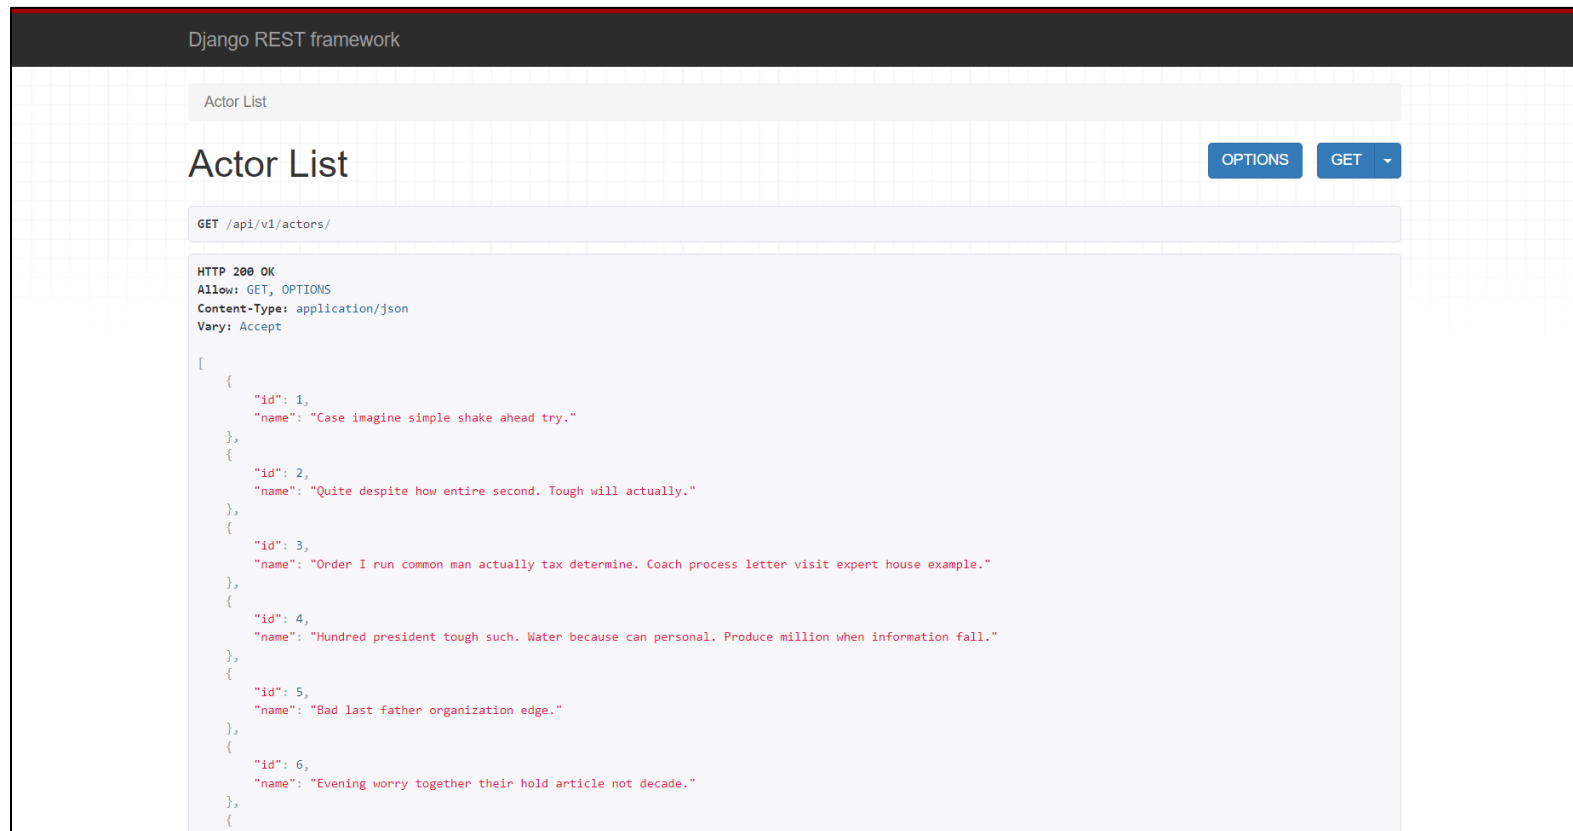 Django REST framework
Actor List
Actor List
OPTIONS
GET
GET /api/v1/actors/
HTTP 200 OK
Allow: GET, OPTIONS
Content-Type: application/json
Vary: Accept
[
    {
        "id": 1,
        "name": "Case imagine simple shake ahead try."
    },
    {
        "id": 2,
        "name": "Quite despite how entire second. Tough will actually."
    },
    {
        "id": 3,
        "name": "Order I run common man actually tax determine. Coach process letter visit expert house example."
    },
    {
        "id": 4,
        "name": "Hundred president tough such. Water because can personal. Produce million when information fall."
    },
    {
        "id": 5,
        "name": "Bad last father organization edge."
    },
    {
        "id": 6,
        "name": "Evening worry together their hold article not decade."
    },
    {